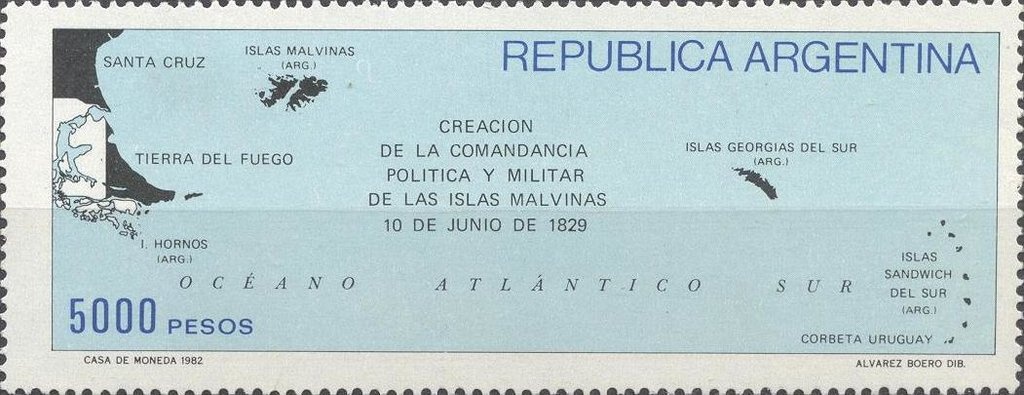 REPUBLICA ARGENTINA
SANTA CRUZ
ISLAS MALVINAS
(ARG.)
TIERRA DEL FUEGO
CREACION
DE LA COMANDANCIA
POLITICA Y MILITAR
DE LAS ISLAS MALVINAS
10 DE JUNIO DE 1829
ISLAS GEORGIAS DEL SUR
(ARG.)
I. HORNOS
(ARG.)
OCÉANO ATLÁNTICO SUR
ISLAS
SANDWICH
DEL SUR
(ARG.)
CORBETA URUGUAY
5000 PESOS
CASA DE MONEDA 1982
ALVAREZ BOERO DIB.